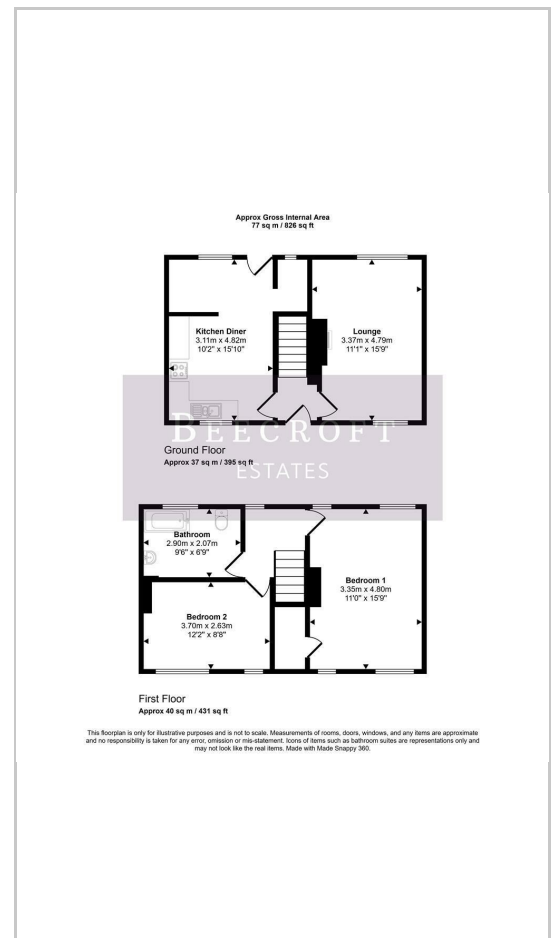 Approx Gross Internal Area
77 sq m / 826 sq ft
Kitchen Diner
3.11m x 4.82m
10'2" x 15'10"
Lounge
3.37m x 4.79m
11'1" x 15'9"
BEECROFT
ESTATES
Ground Floor
Approx 37 sq m / 395 sq ft
Bathroom
2.90m x 2.07m
9'6" x 6'9"
Bedroom 1
3.35m x 4.80m
11'0" x 15'9"
Bedroom 2
3.70m x 2.63m
12'2" x 8'8"
First Floor
Approx 40 sq m / 431 sq ft
This floorplan is only for illustrative purposes and is not to scale. Measurements of rooms, doors, windows, and any items are approximate
and no responsibility is taken for any error, omission or mis-statement. Icons of items such as bathroom suites are representations only and
may not look like the real items. Made with Made Snappy 360.